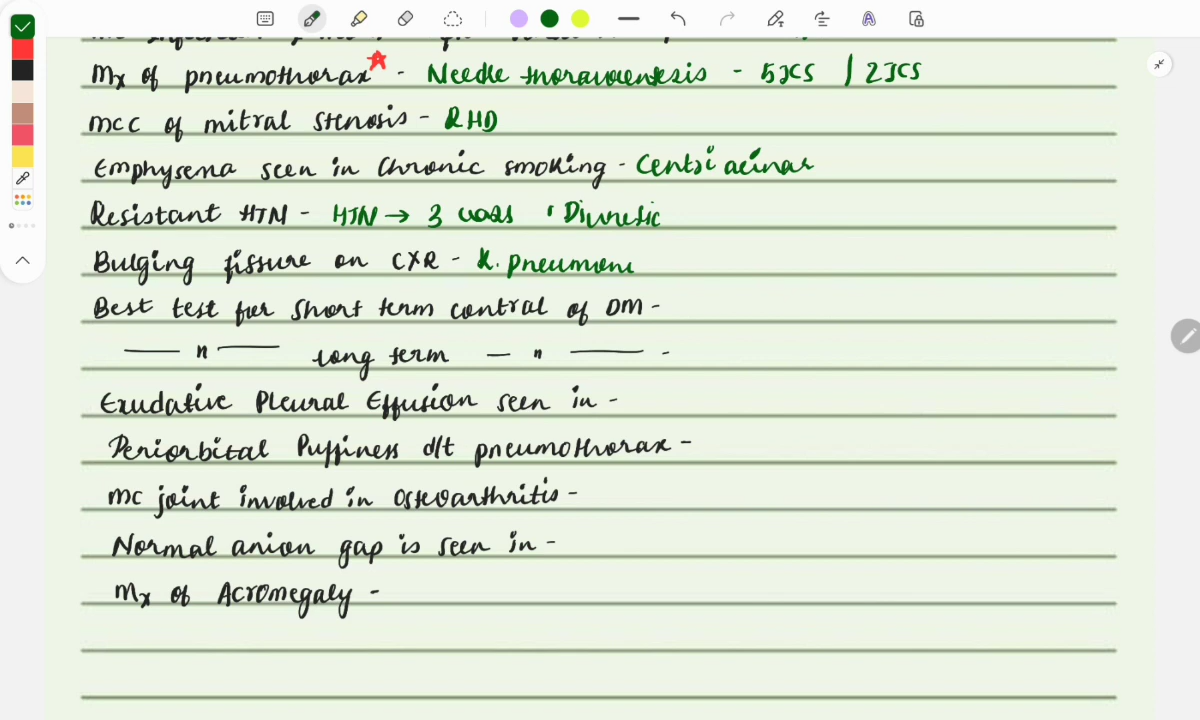 Mx of pneumothorax - Needle thoracocentesis - 5ICS / 2ICS
MCC of mitral stenosis - RHD
Emphysema seen in Chronic smoking - Centriacinar
Resistant HTN - HTN → 3 Diuretic
Bulging fissure on CXR - K. pneumoni
Best test for Short term control of DM -
— " — long term — " — -
Exudative Pleural Effusion seen in -
Periorbital Puffiness d/t pneumothorax -
MC joint involved in Osteoarthritis -
Normal anion gap is seen in -
Mx of Acromegaly -